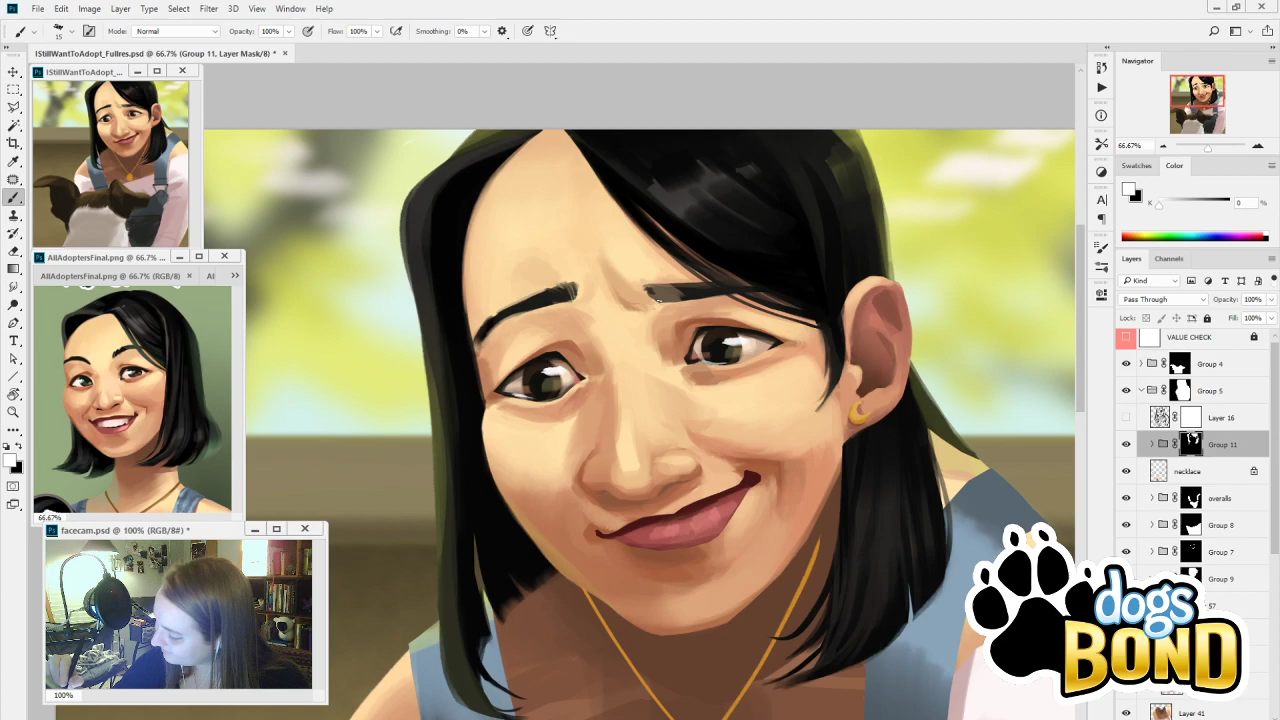 File Edit Image Layer Type Select Filter 3D View Window Help
15 Mode: Normal Opacity: 100% Flow: 100% Smoothing: 0%
IStillWantToAdopt_Fullres.psd @ 66.7% (Group 11, Layer Mask/8) *
IStillWantToAdopt_...
AllAdoptersFinal.png @ 66.7% ...
AllAdoptersFinal.png @ 66.7% (RGB/8)
66.67%
facecam.psd @ 100% (RGB/8#) *
100%
Navigator
66.67%
Swatches Color
K 0 %
Layers Channels
Kind
Pass Through Opacity: 100%
Lock: Fill: 100%
VALUE CHECK
Group 4
Group 5
Layer 16
Group 11
necklace
overalls
Group 8
Group 7
Group 9
57
Layer 41
dogs
BOND